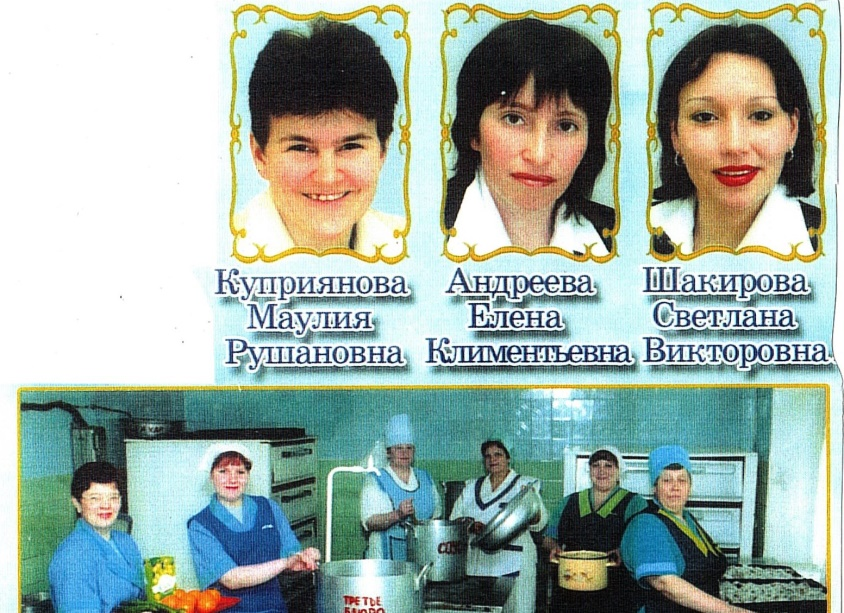 Куприянова
Маулия
Рушановна
Андреева
Елена
Климентьевна
Шакирова
Светлана
Викторовна
ТРЕТЬЕ
БЛЮДО